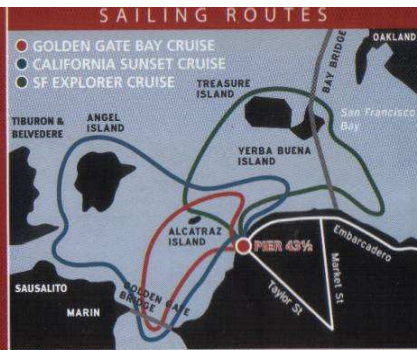 SAILING ROUTES
GOLDEN GATE BAY CRUISE
CALIFORNIA SUNSET CRUISE
SF EXPLORER CRUISE
OAKLAND
BAY BRIDGE
TREASURE
ISLAND
San Francisco
Bay
TIBURON &
BELVEDERE
ANGEL
ISLAND
YERBA BUENA
ISLAND
ALCATRAZ
ISLAND
PIER 43½
Embarcadero
Market St
Taylor St
SAUSALITO
MARIN
GOLDEN GATE
BRIDGE